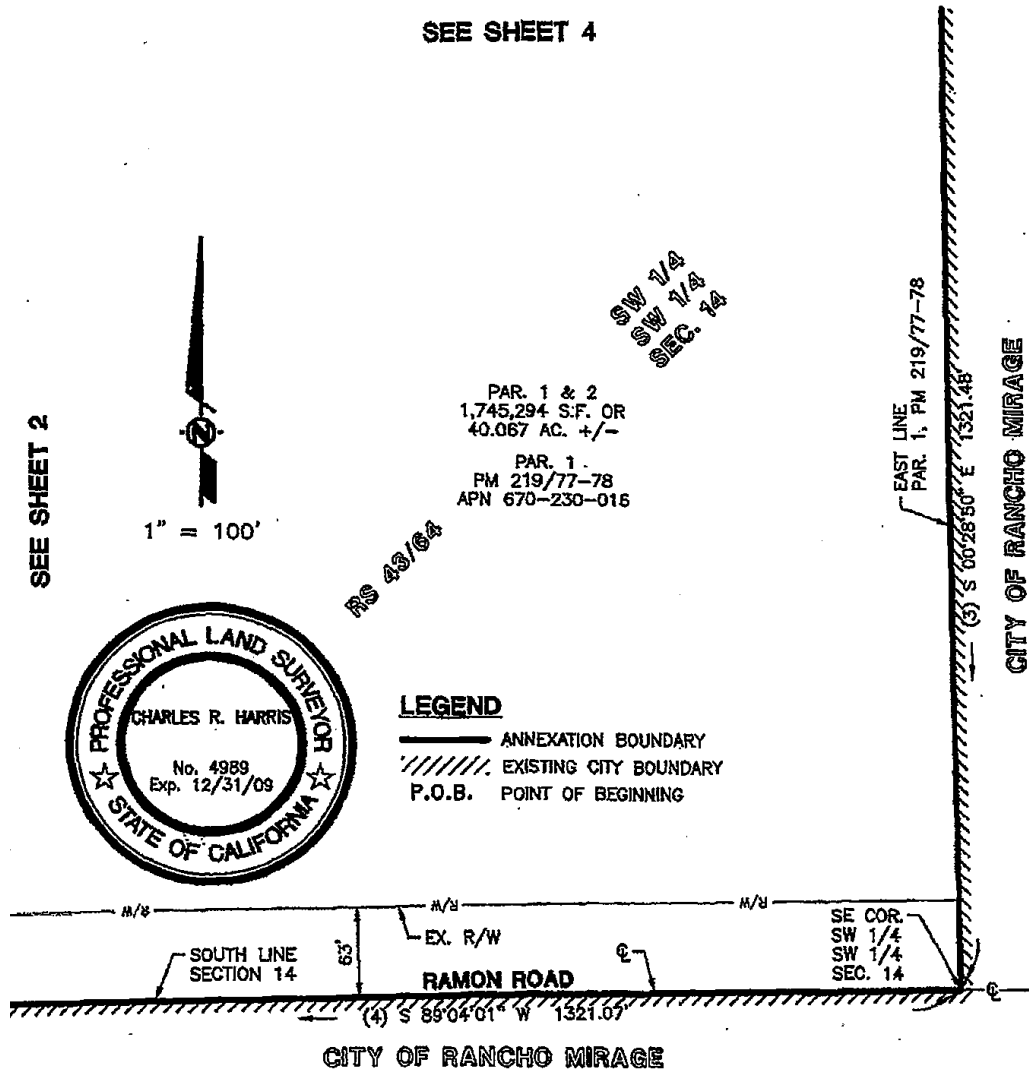 SEE SHEET 4
SEE SHEET 2
1" = 100'
N
SW 1/4
SW 1/4
SEC. 14
PAR. 1 & 2
1,745,294 S.F. OR
40.067 AC. +/-
PAR. 1
PM 219/77-78
APN 670-230-016
RS 43/64
EAST LINE
PAR. 1, PM 219/77-78
(3) S 00°28'50" E 1321.48'
CITY OF RANCHO MIRAGE
PROFESSIONAL LAND SURVEYOR
CHARLES R. HARRIS
No. 4989
Exp. 12/31/09
STATE OF CALIFORNIA
LEGEND
ANNEXATION BOUNDARY
EXISTING CITY BOUNDARY
P.O.B. POINT OF BEGINNING
R/W R/W R/W
EX. R/W
63'
SOUTH LINE
SECTION 14
RAMON ROAD
℄
SE COR.
SW 1/4
SW 1/4
SEC. 14
℄
(4) S 89°04'01" W 1321.07'
CITY OF RANCHO MIRAGE